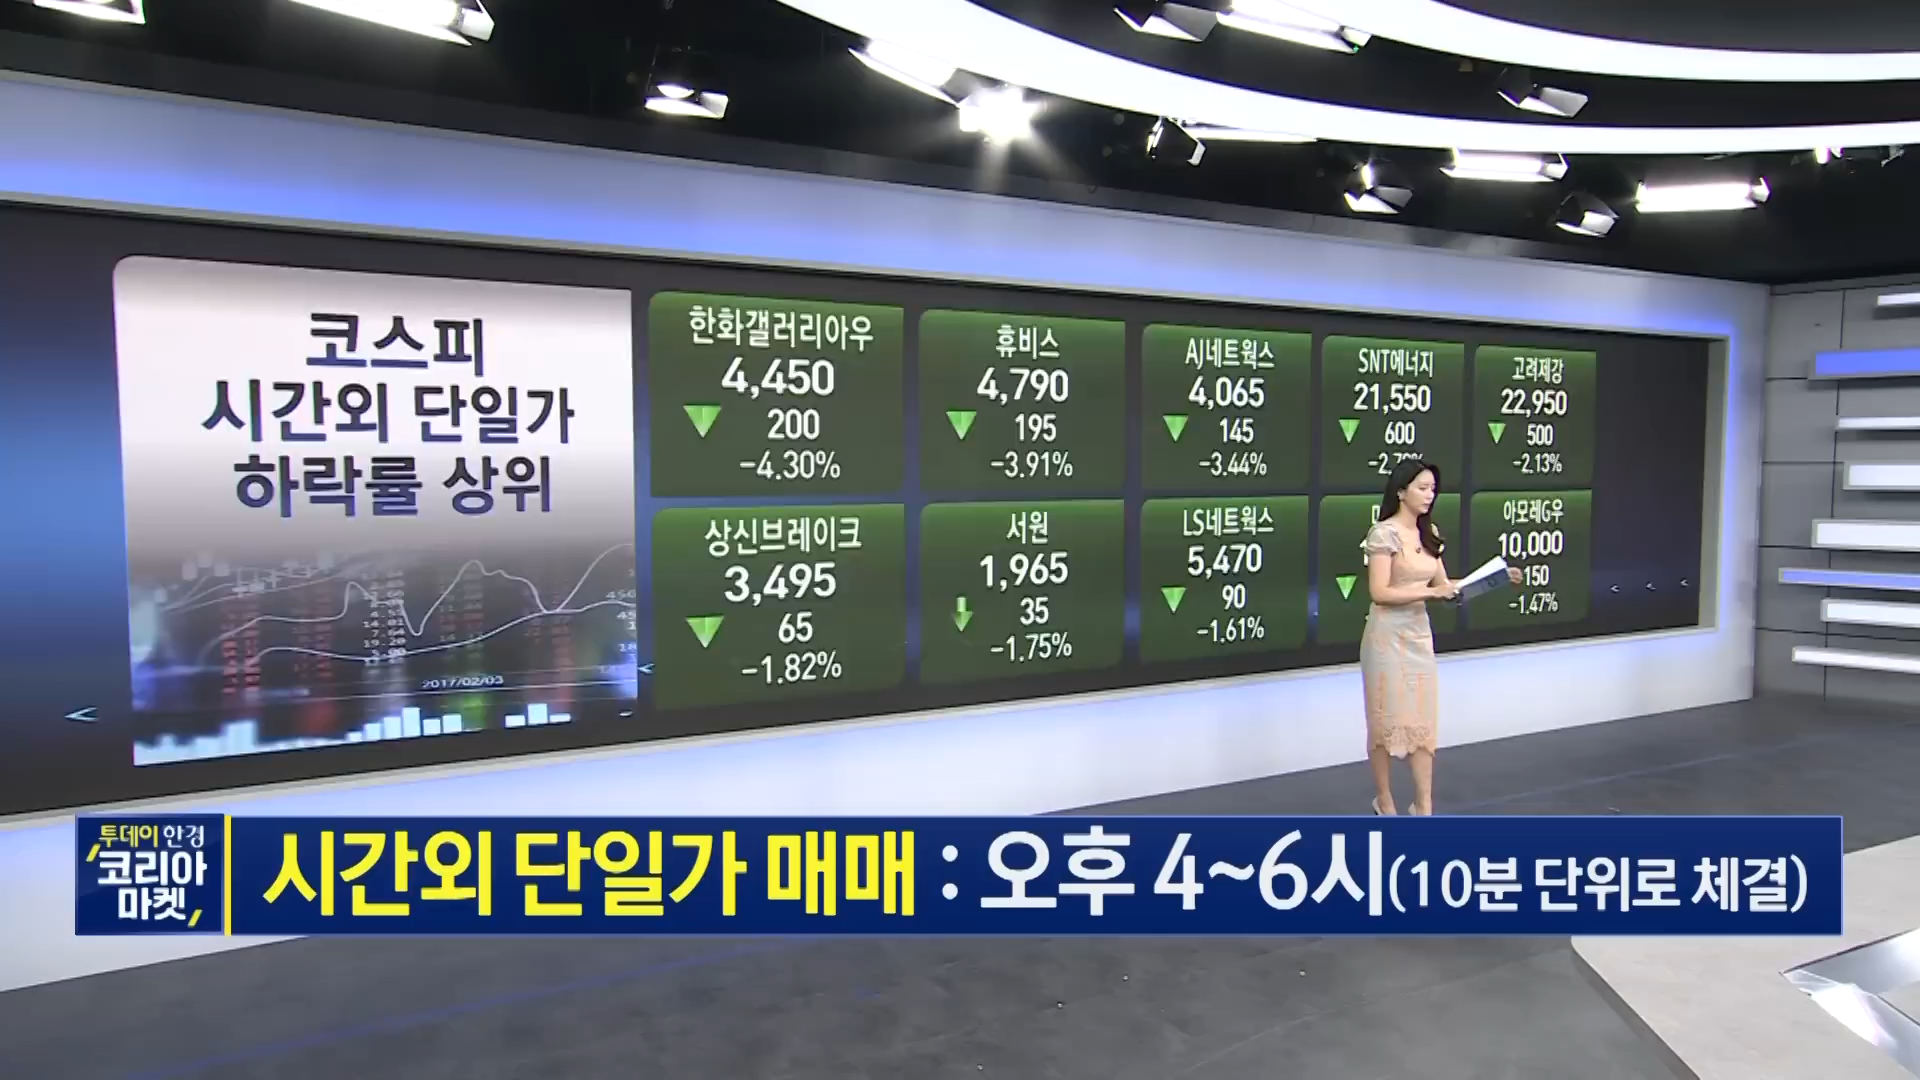 코스피
시간외 단일가
하락률 상위
2017/02/03
한화갤러리아우
4,450
200
-4.30%
휴비스
4,790
195
-3.91%
AJ네트웍스
4,065
145
-3.44%
SNT에너지
21,550
600
고려제강
22,950
500
-2.13%
상신브레이크
3,495
65
-1.82%
서원
1,965
35
-1.75%
LS네트웍스
5,470
90
-1.61%
아모레G우
10,000
150
-1.47%
투데이 한경
코리아
마켓
시간외 단일가 매매 : 오후 4~6시(10분 단위로 체결)